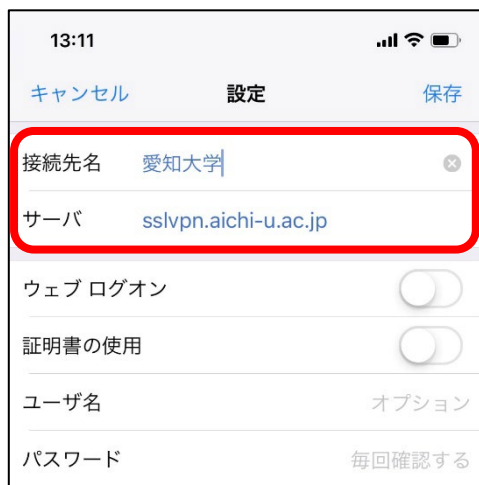 13:11
キャンセル 設定 保存
接続先名 愛知大学
サーバ sslvpn.aichi-u.ac.jp
ウェブ ログオン
証明書の使用
ユーザ名 オプション
パスワード 毎回確認する